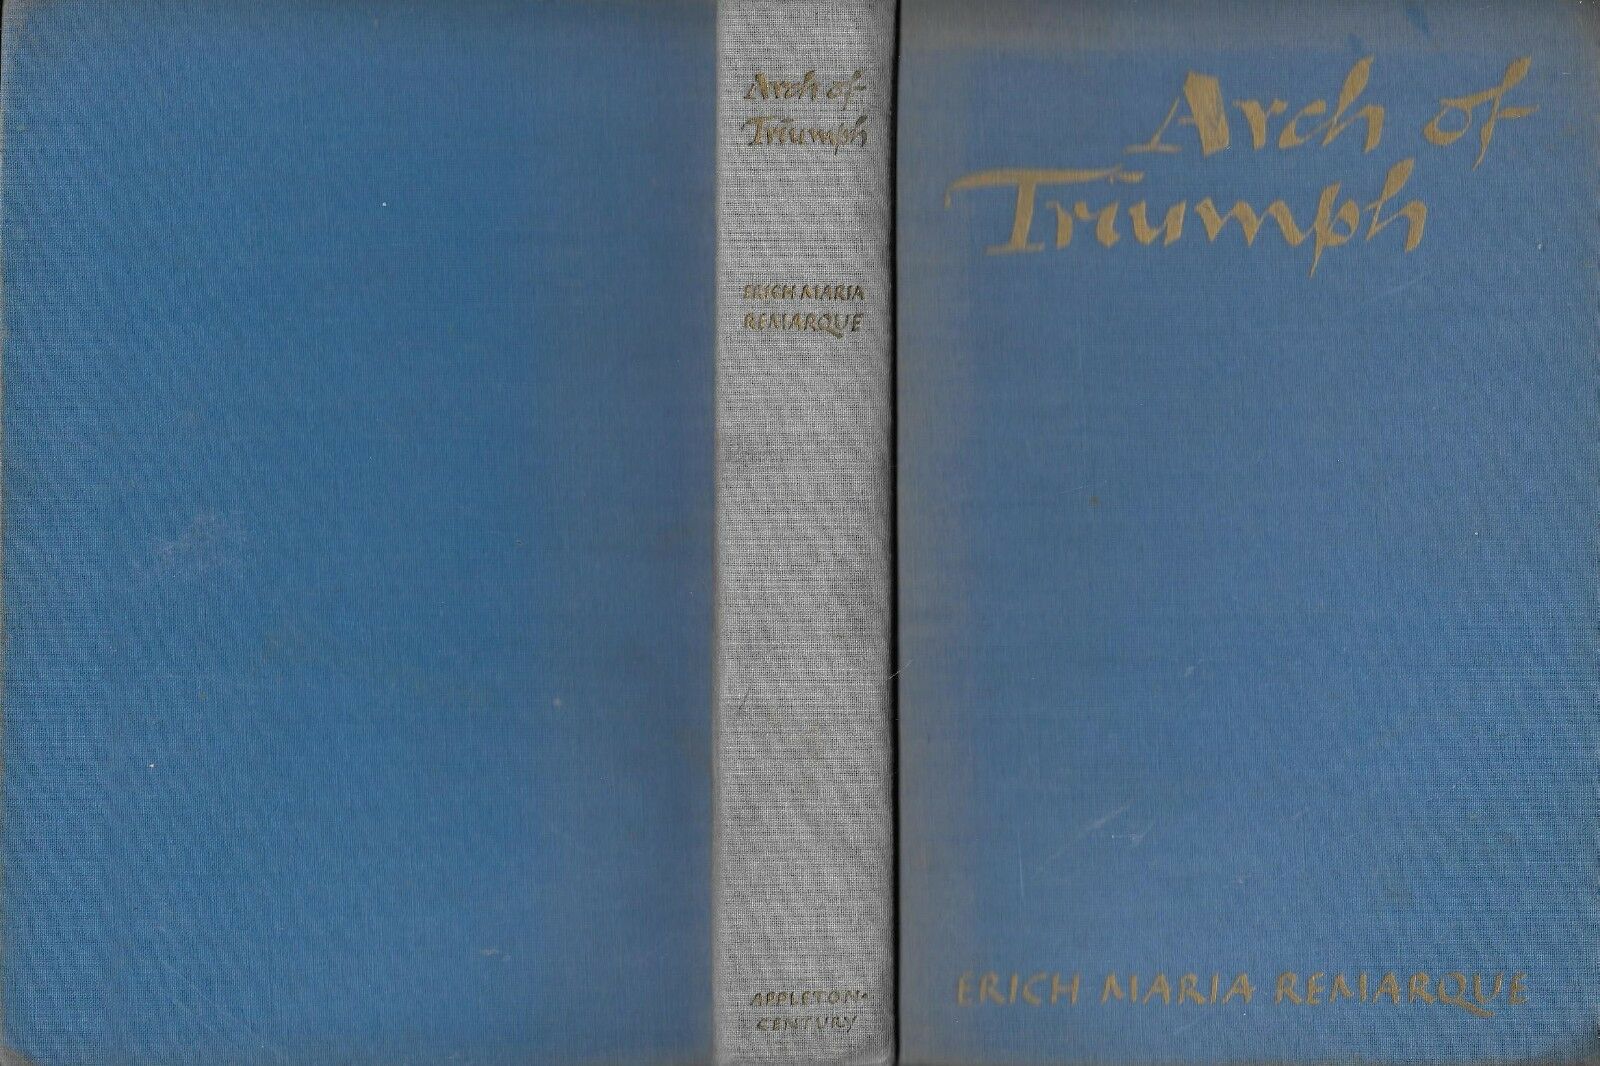 Arch of
Triumph
ERICH MARIA
REMARQUE
APPLETON-
CENTURY
Arch of
Triumph
ERICH MARIA REMARQUE